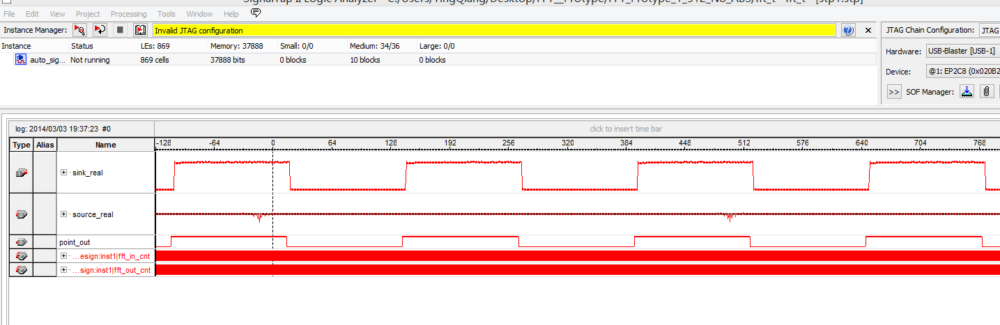 File Edit View Project Processing Tools Window Help
Instance Manager: Invalid JTAG configuration
JTAG Chain Configuration: JTAG
Instance Status LEs: 869 Memory: 37888 Small: 0/0 Medium: 34/36 Large: 0/0
Hardware: USB-Blaster [USB-1]
auto_sig... Not running 869 cells 37888 bits 0 blocks 10 blocks 0 blocks
Device: @1: EP2C8 (0x020B2
>> SOF Manager:
log: 2014/03/03 19:37:23 #0
click to insert time bar
Type Alias Name
-128 -64 0 64 128 192 256 320 384 448 512 576 640 704 768
sink_real
source_real
point_out
...esign:inst1|fft_in_cnt
...sign:inst1|fft_out_cnt